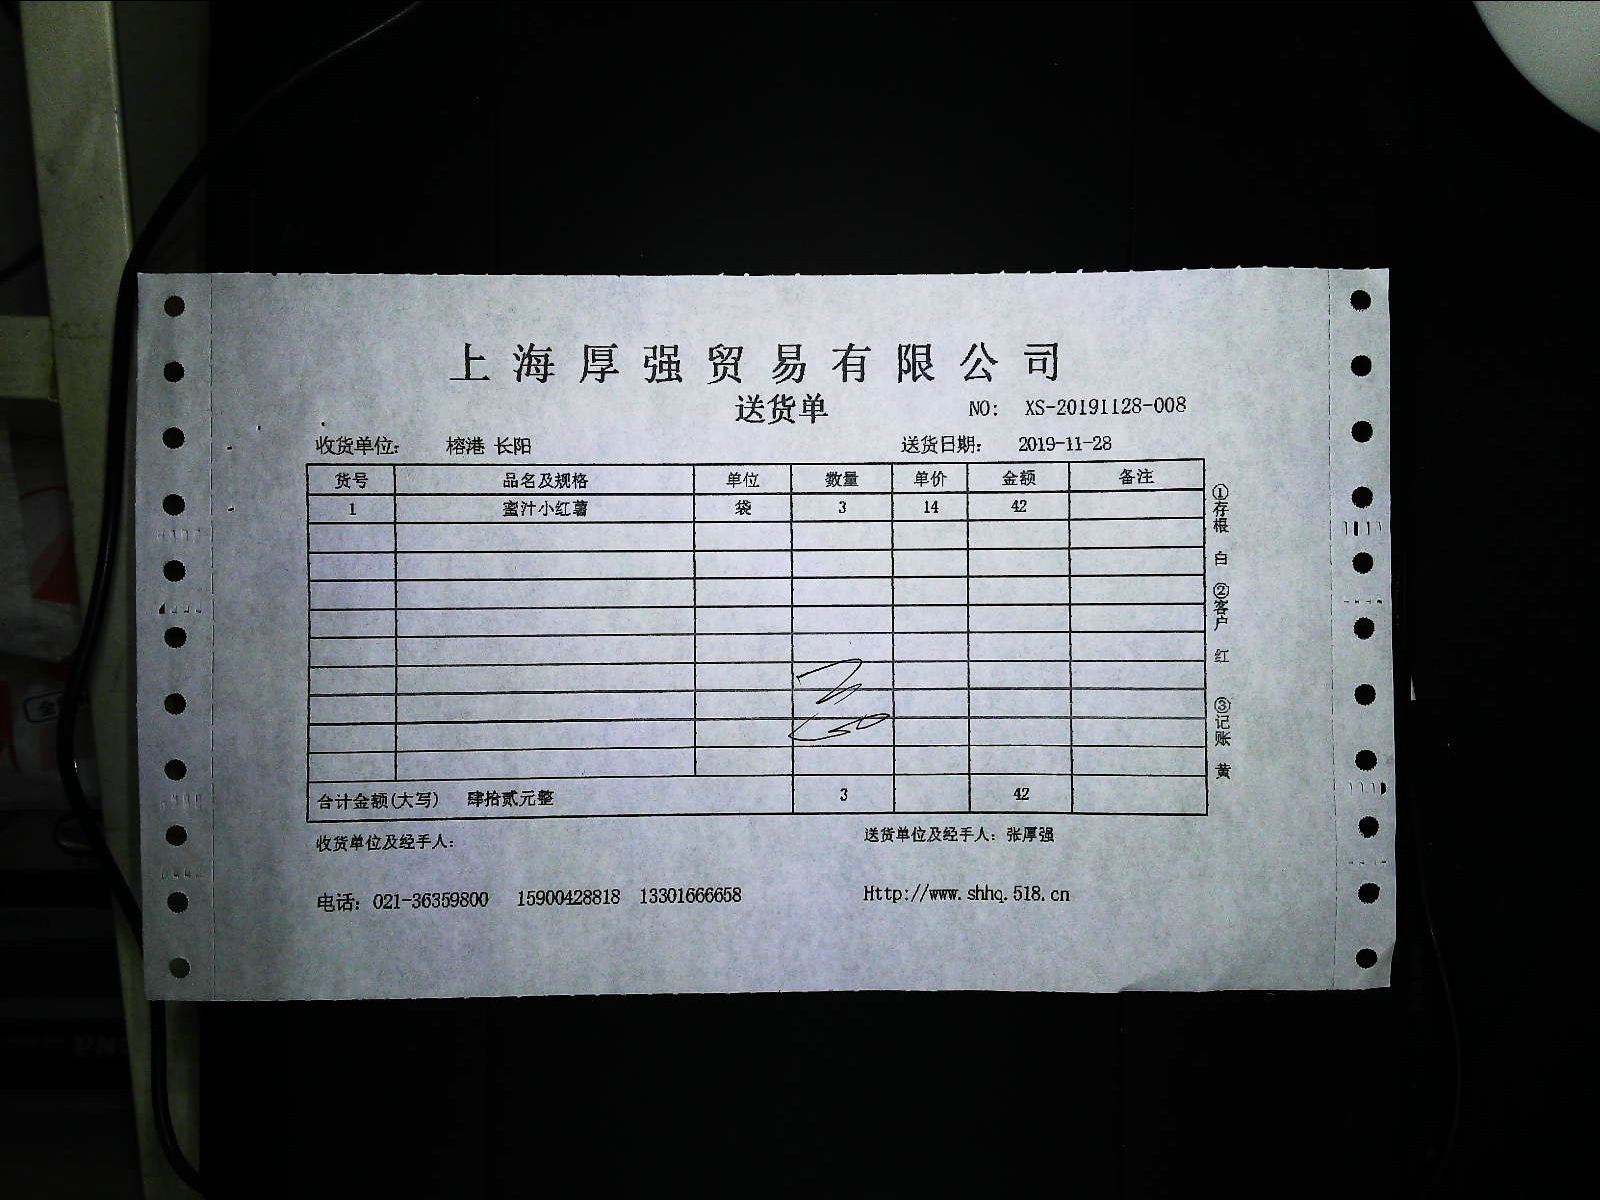 上海厚强贸易有限公司
送货单
NO: XS-20191128-008
收货单位: 榕港 长阳 送货日期: 2019-11-28
货号 品名及规格 单位 数量 单价 金额 备注
1 蜜汁小红薯 袋 3 14 42
合计金额(大写) 肆拾贰元整 3 42
收货单位及经手人: 送货单位及经手人: 张厚强
电话: 021-36359800 15900428818 13301666658 Http://www.shhq.518.cn
①存根 白 ②客户 红 ③记账 黄